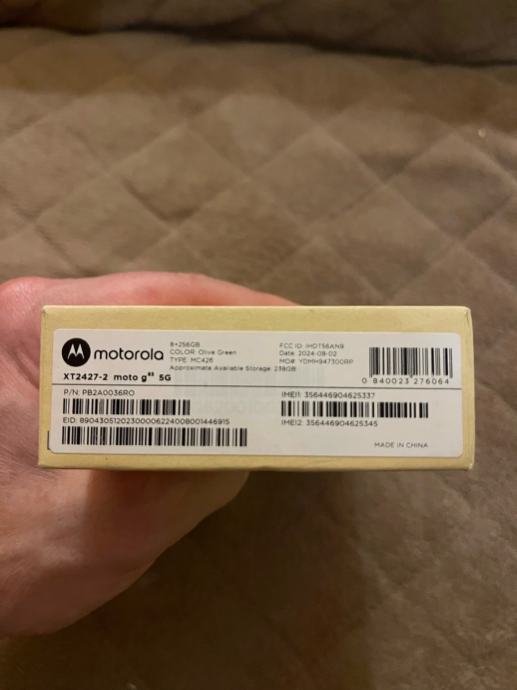 motorola
8+256GB
COLOR: Olive Green
TYPE: MC426
Approximate Available Storage: 238GB
FCC ID: IHDT56AN9
Date: 2024-08-02
MO#: YDMH947300RP
0 840023 276064
XT2427-2 moto g⁸⁵ 5G
P/N: PB2A0036RO
EID: 89043051202300006224008001446915
IMEI1: 356446904625337
IMEI2: 356446904625345
MADE IN CHINA